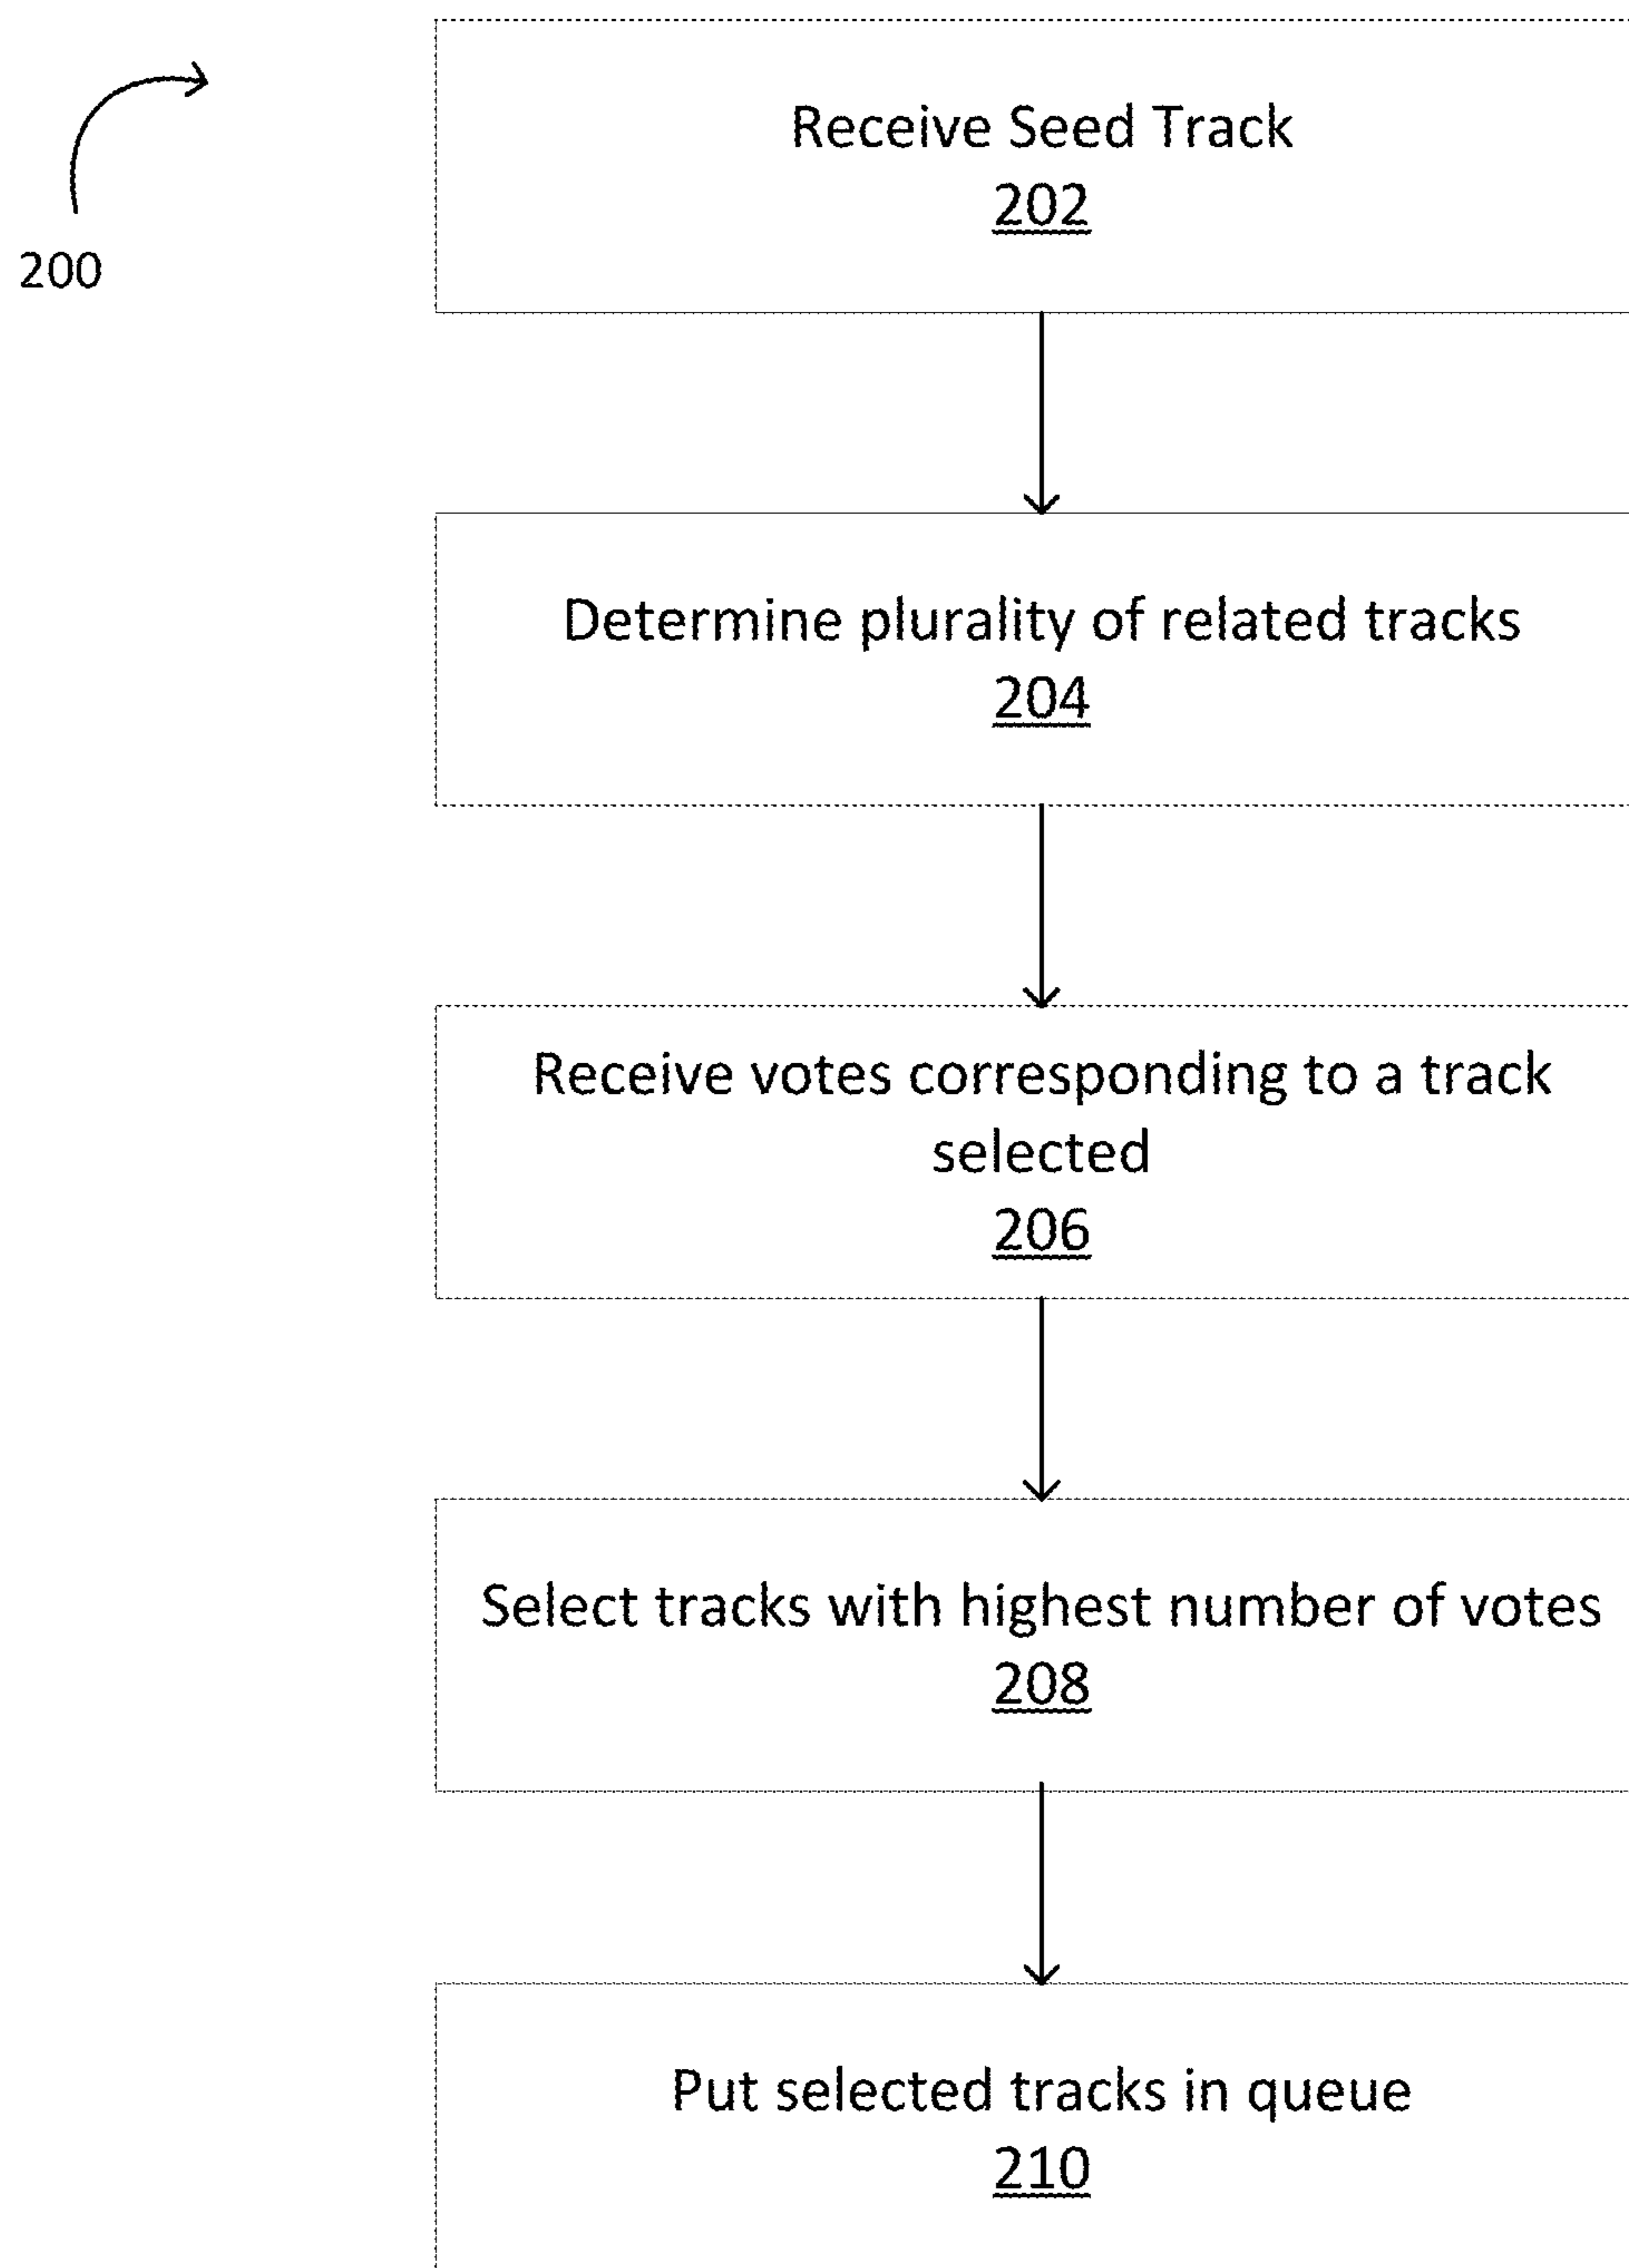 200
Receive Seed Track
202
Determine plurality of related tracks
204
Receive votes corresponding to a track
selected
206
Select tracks with highest number of votes
208
Put selected tracks in queue
210